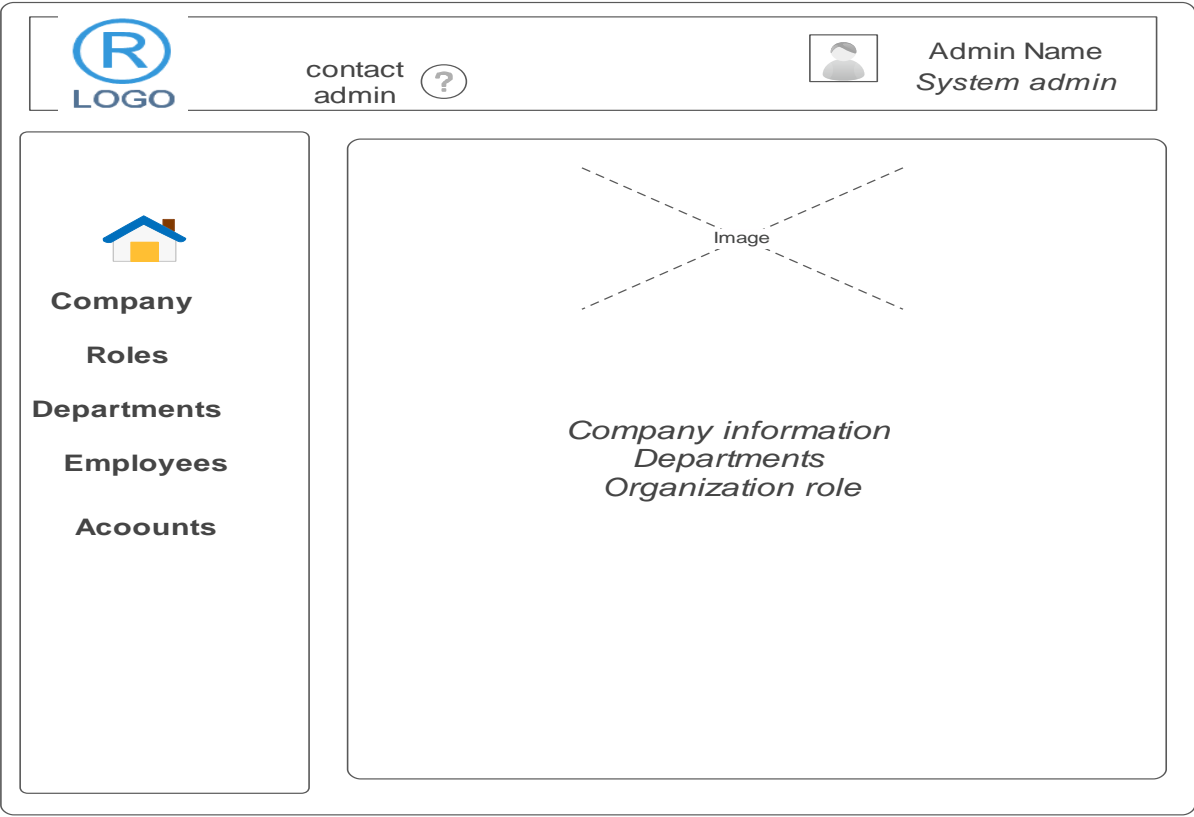 R
LOGO
contact
admin
?
Admin Name
System admin
Company
Roles
Departments
Employees
Acoounts
Image
Company information
Departments
Organization role